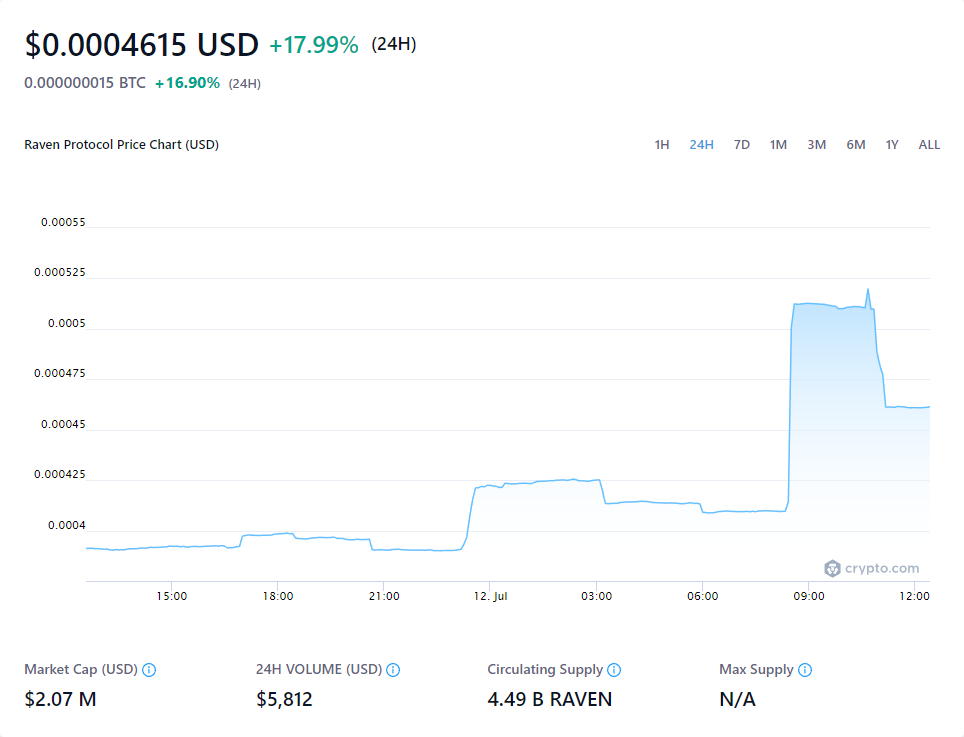 $0.0004615 USD +17.99% (24H)
0.000000015 BTC +16.90% (24H)
Raven Protocol Price Chart (USD)
1H 24H 7D 1M 3M 6M 1Y ALL
0.00055
0.000525
0.0005
0.000475
0.00045
0.000425
0.0004
crypto.com
15:00 18:00 21:00 12. Jul 03:00 06:00 09:00 12:00
Market Cap (USD) 24H VOLUME (USD) Circulating Supply Max Supply
$2.07 M $5,812 4.49 B RAVEN N/A